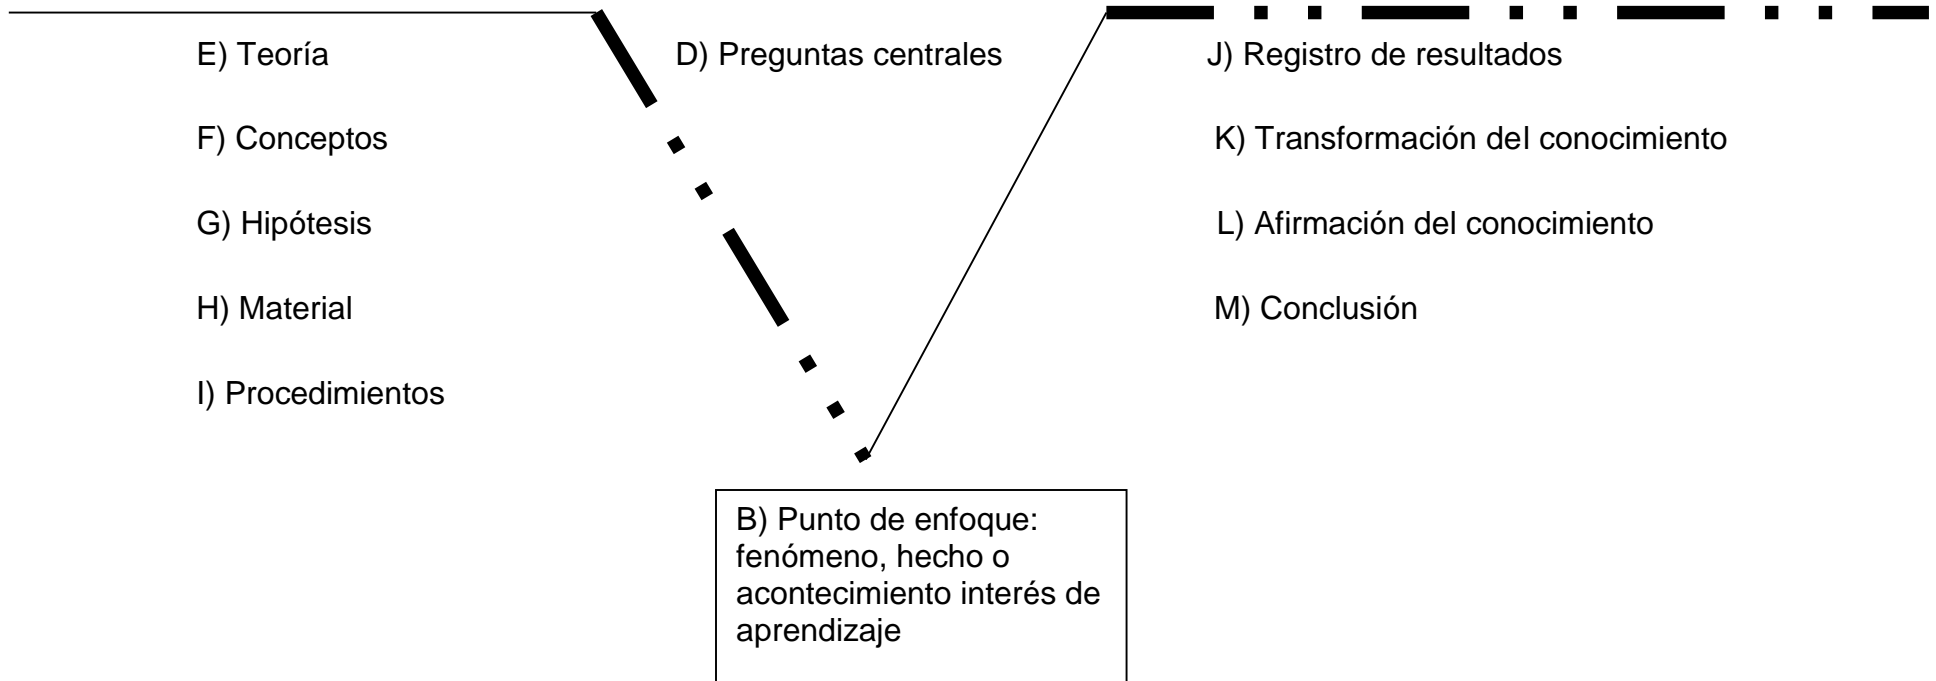 E) Teoría
F) Conceptos
G) Hipótesis
H) Material
I) Procedimientos
D) Preguntas centrales
J) Registro de resultados
K) Transformación del conocimiento
L) Afirmación del conocimiento
M) Conclusión
B) Punto de enfoque:
fenómeno, hecho o
acontecimiento interés de
aprendizaje